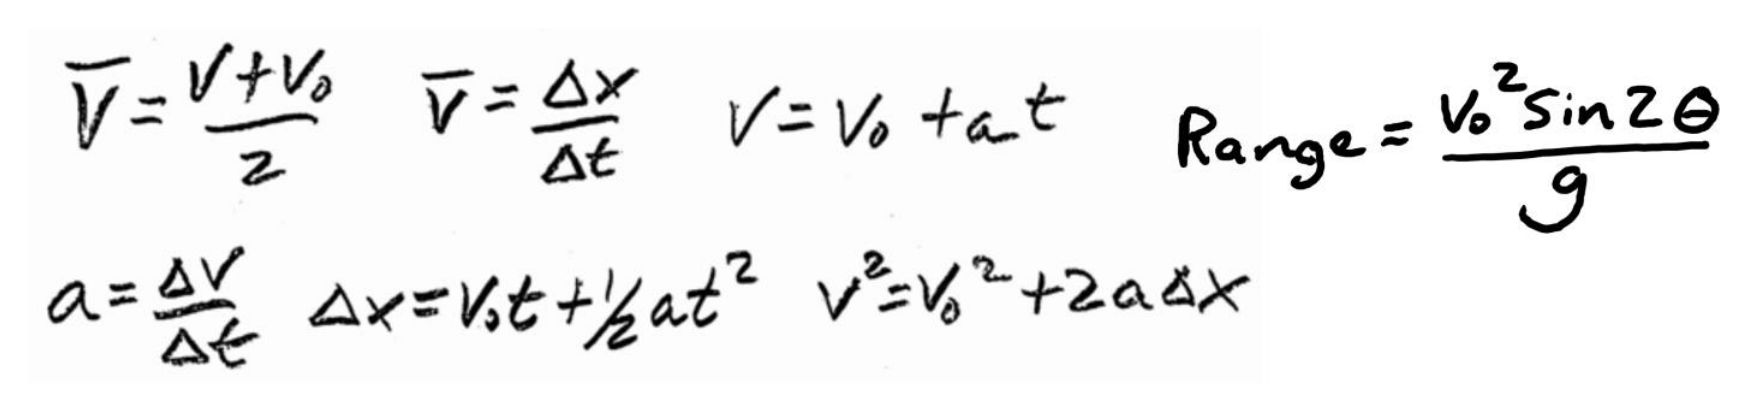 V̅ = (V + V₀)/2   V̅ = Δx/Δt   V = V₀ + at   Range = V₀² Sin 2θ / g
a = ΔV/Δt   Δx = V₀t + ½at²   V² = V₀² + 2aΔx